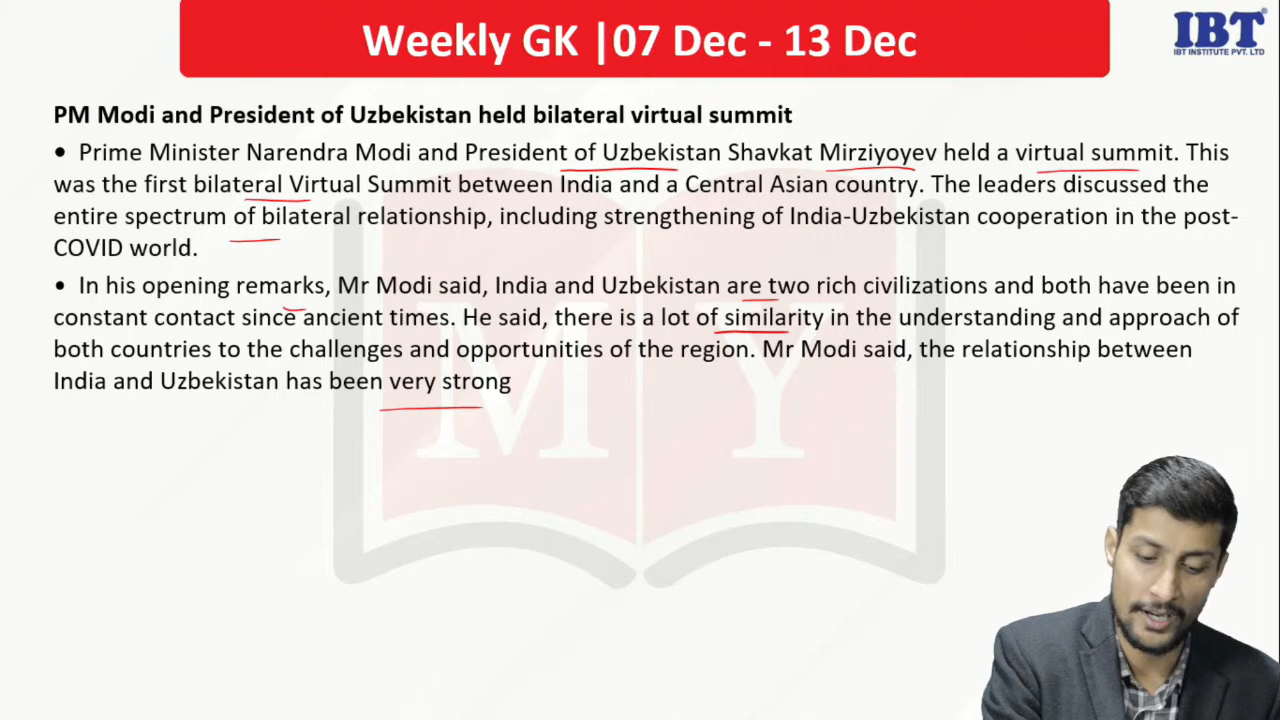 Weekly GK |07 Dec - 13 Dec
IBT
IBT INSTITUTE PVT. LTD
PM Modi and President of Uzbekistan held bilateral virtual summit
• Prime Minister Narendra Modi and President of Uzbekistan Shavkat Mirziyoyev held a virtual summit. This
was the first bilateral Virtual Summit between India and a Central Asian country. The leaders discussed the
entire spectrum of bilateral relationship, including strengthening of India-Uzbekistan cooperation in the post-
COVID world.
• In his opening remarks, Mr Modi said, India and Uzbekistan are two rich civilizations and both have been in
constant contact since ancient times. He said, there is a lot of similarity in the understanding and approach of
both countries to the challenges and opportunities of the region. Mr Modi said, the relationship between
India and Uzbekistan has been very strong
M Y